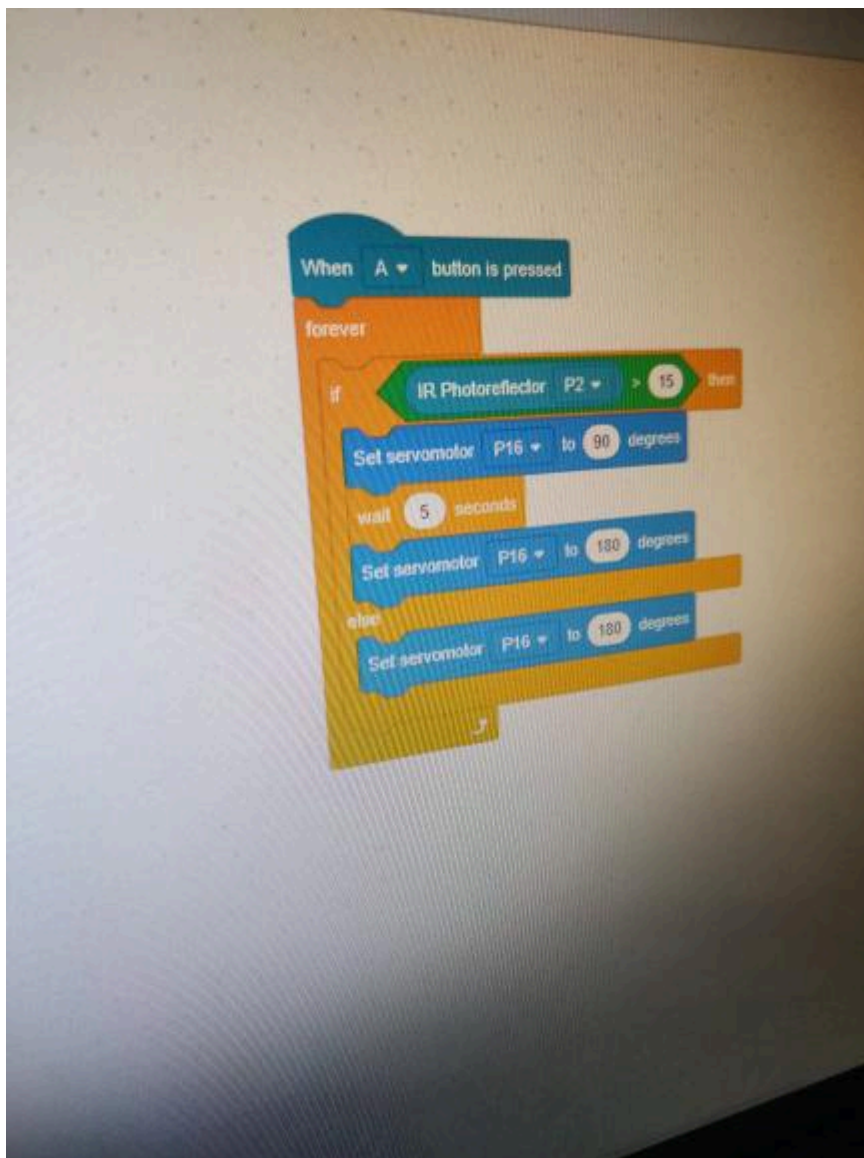 When A button is pressed
forever
if IR Photoreflector P2 > 15 then
Set servomotor P16 to 90 degrees
wait 5 seconds
Set servomotor P16 to 180 degrees
else
Set servomotor P16 to 180 degrees